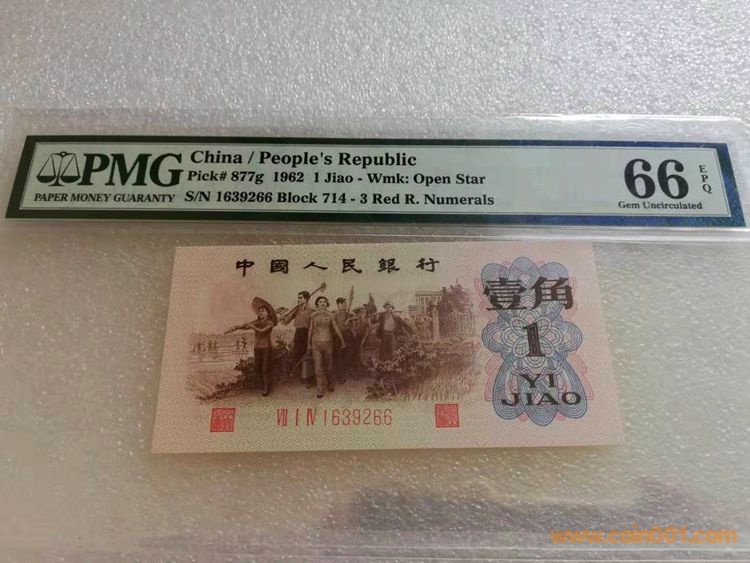 PMG
PAPER MONEY GUARANTY
China / People's Republic
Pick# 877g 1962 1 Jiao - Wmk: Open Star
S/N 1639266 Block 714 - 3 Red R. Numerals
66 EPQ
Gem Uncirculated
中國人民銀行
壹角
1
YI
JIAO
VII I IV 1639266
www.coin001.com